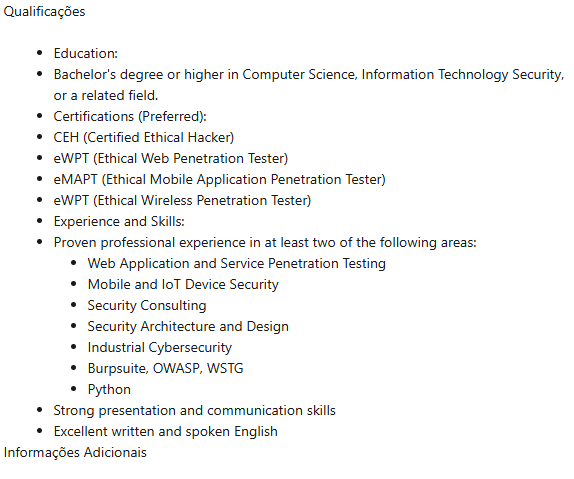 Qualificações
• Education:
• Bachelor's degree or higher in Computer Science, Information Technology Security,
or a related field.
• Certifications (Preferred):
• CEH (Certified Ethical Hacker)
• eWPT (Ethical Web Penetration Tester)
• eMAPT (Ethical Mobile Application Penetration Tester)
• eWPT (Ethical Wireless Penetration Tester)
• Experience and Skills:
• Proven professional experience in at least two of the following areas:
• Web Application and Service Penetration Testing
• Mobile and IoT Device Security
• Security Consulting
• Security Architecture and Design
• Industrial Cybersecurity
• Burpsuite, OWASP, WSTG
• Python
• Strong presentation and communication skills
• Excellent written and spoken English
Informações Adicionais